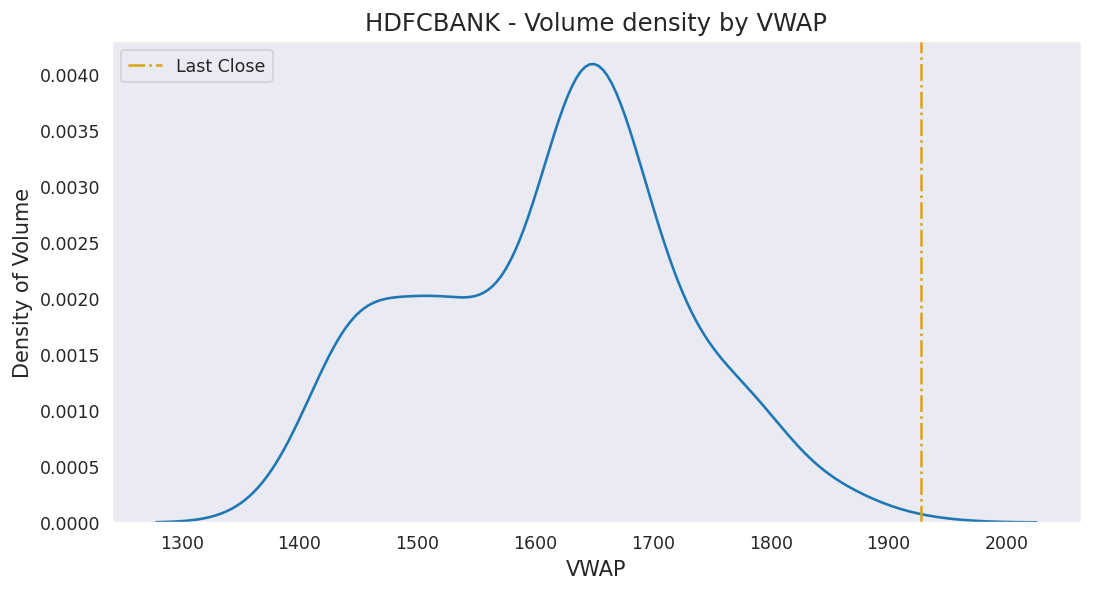 HDFCBANK - Volume density by VWAP
Last Close
Density of Volume
0.0040
0.0035
0.0030
0.0025
0.0020
0.0015
0.0010
0.0005
0.0000
1300 1400 1500 1600 1700 1800 1900 2000
VWAP